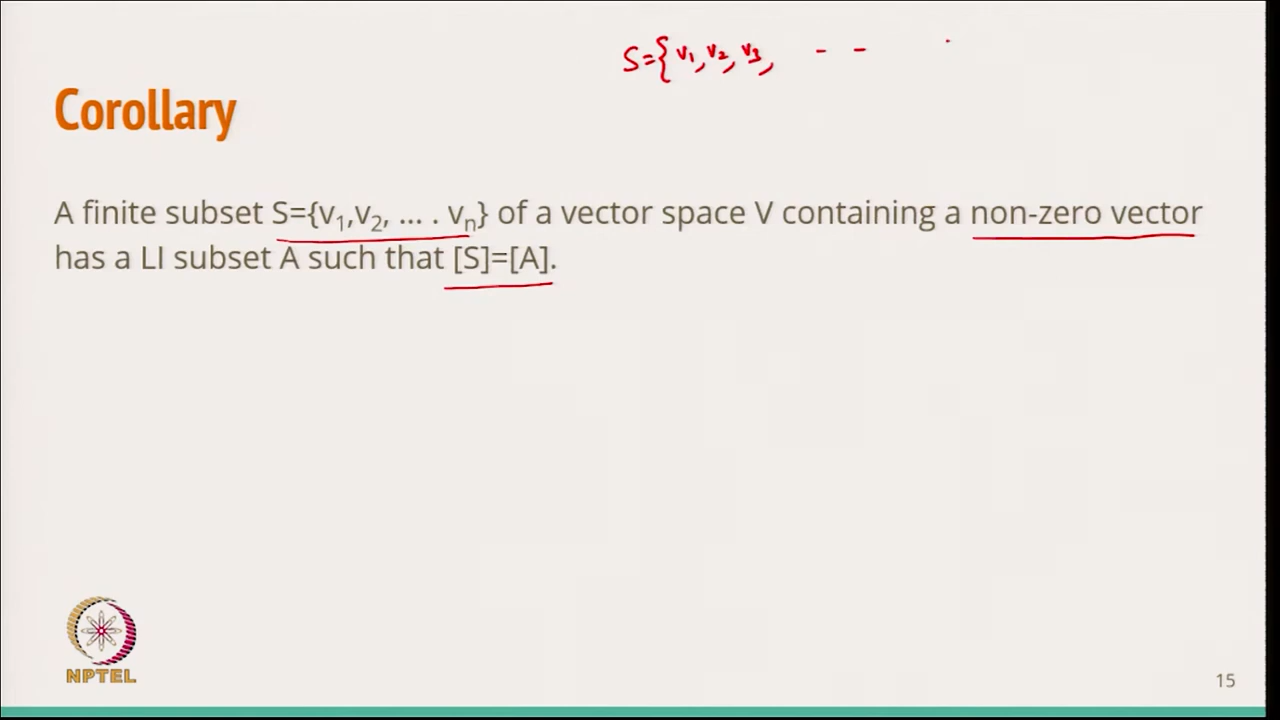 S={v1, v2, v3, - -
Corollary
A finite subset S={v₁,v₂, ... . vₙ} of a vector space V containing a non-zero vector
has a LI subset A such that [S]=[A].
NPTEL
15